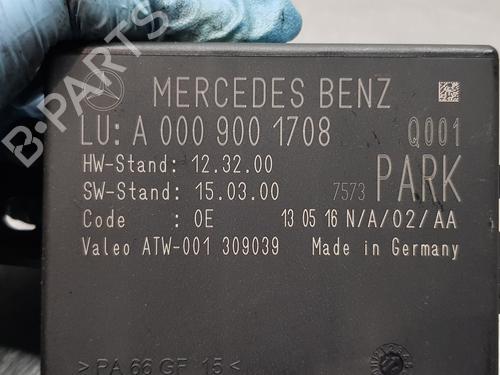 MERCEDES BENZ
LU: A 000 900 1708 Q001
HW-Stand: 12.32.00
SW-Stand: 15.03.00 7573 PARK
Code : 0E 13 05 16 N/A/02/AA
Valeo ATW-001 309039 Made in Germany
>PA 66 GF 15<
B-PARTS